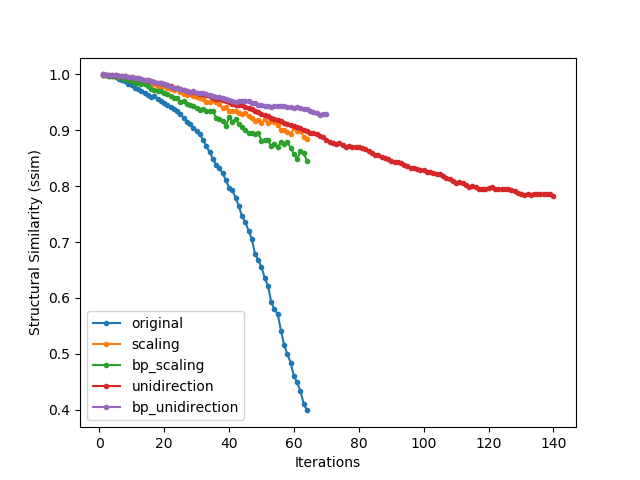 1.0
0.9
0.8
0.7
0.6
0.5
0.4
Structural Similarity (ssim)
original
scaling
bp_scaling
unidirection
bp_unidirection
0 20 40 60 80 100 120 140
Iterations